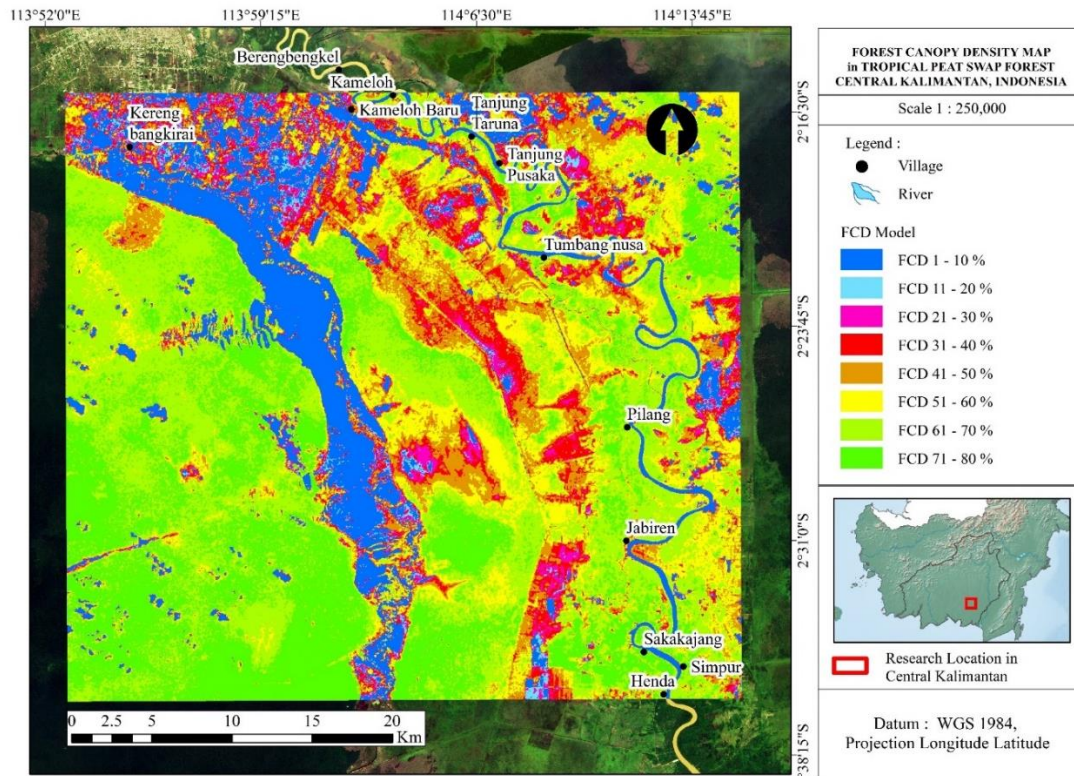 113°52'0"E
113°59'15"E
114°6'30"E
114°13'45"E
Berengbengkel
Kameloh
Kameloh Baru
Tanjung
Taruna
Kereng
bangkirai
Tanjung
Pusaka
Tumbang nusa
Pilang
Jabiren
Sakakajang
Simpur
Henda
0 2.5 5 10 15 20
Km
2°16'30"S
2°23'45"S
2°31'0"S
2°38'15"S
FOREST CANOPY DENSITY MAP
in TROPICAL PEAT SWAP FOREST
CENTRAL KALIMANTAN, INDONESIA
Scale 1 : 250,000
Legend :
Village
River
FCD Model
FCD 1 - 10 %
FCD 11 - 20 %
FCD 21 - 30 %
FCD 31 - 40 %
FCD 41 - 50 %
FCD 51 - 60 %
FCD 61 - 70 %
FCD 71 - 80 %
Research Location in
Central Kalimantan
Datum : WGS 1984,
Projection Longitude Latitude